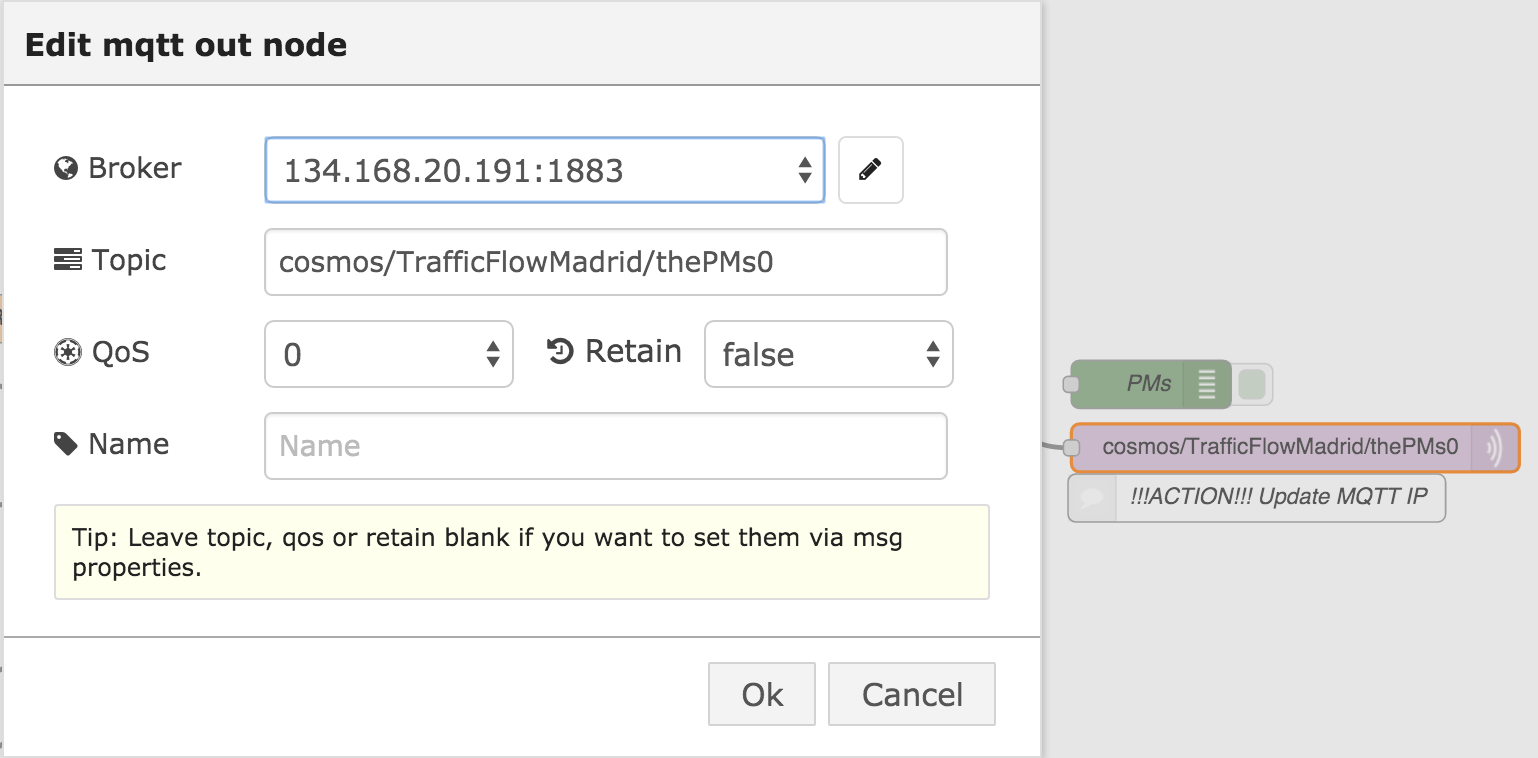 Edit mqtt out node
Broker
134.168.20.191:1883
Topic
cosmos/TrafficFlowMadrid/thePMs0
QoS
0
Retain
false
Name
Name
Tip: Leave topic, qos or retain blank if you want to set them via msg
properties.
Ok
Cancel
PMs
cosmos/TrafficFlowMadrid/thePMs0
!!!ACTION!!! Update MQTT IP